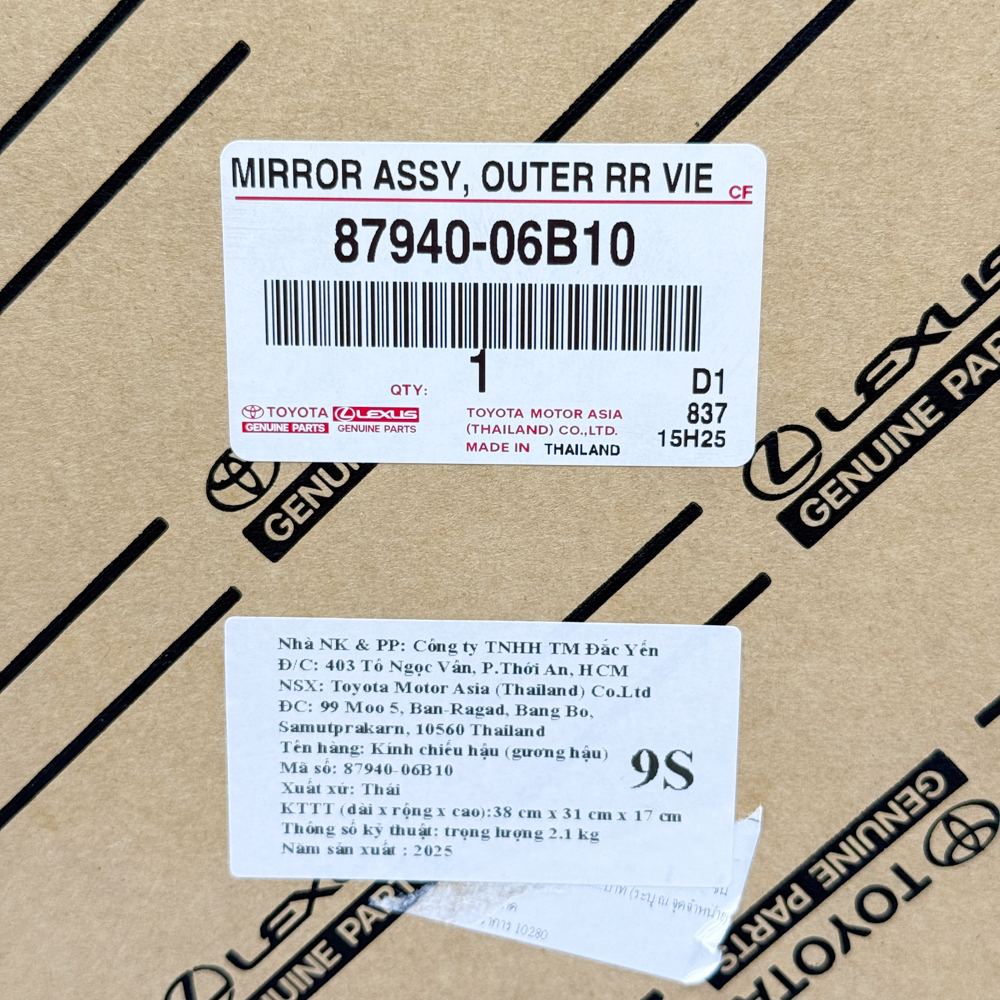 MIRROR ASSY, OUTER RR VIE CF
87940-06B10
QTY: 1
D1
837
15H25
TOYOTA
GENUINE PARTS
LEXUS
GENUINE PARTS
TOYOTA MOTOR ASIA
(THAILAND) CO.,LTD.
MADE IN THAILAND
LEXUS
GENUINE PAR
GENU
Nhà NK & PP: Công ty TNHH TM Đắc Yến
Đ/C: 403 Tô Ngọc Vân, P.Thới An, HCM
NSX: Toyota Motor Asia (Thailand) Co.Ltd
ĐC: 99 Moo 5, Ban-Ragad, Bang Bo,
Samutprakarn, 10560 Thailand
Tên hàng: Kính chiếu hậu (gương hậu)
Mã số: 87940-06B10
9S
Xuất xứ: Thái
KTTT (dài x rộng x cao):38 cm x 31 cm x 17 cm
Thông số kỹ thuật: trọng lượng 2.1 kg
Năm sản xuất : 2025
10280
LEX
GENUINE PAR
TOYOTA
GENUINE PARTS